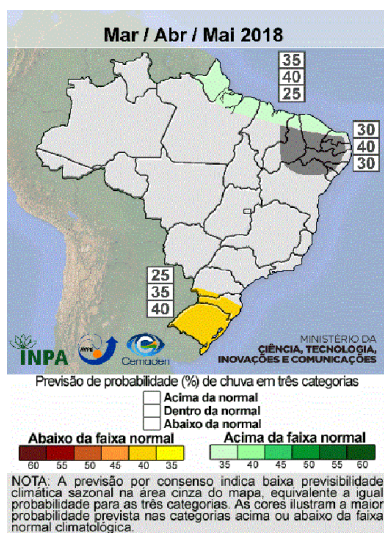 Mar / Abr / Mai 2018
35
40
25
30
40
30
25
35
40
INPA
Cemaden
MINISTÉRIO DA
CIÊNCIA, TECNOLOGIA,
INOVAÇÕES E COMUNICAÇÕES
Previsão de probabilidade (%) de chuva em três categorias
Acima da normal
Dentro da normal
Abaixo da normal
Abaixo da faixa normal
Acima da faixa normal
60 55 50 45 40 35
35 40 45 50 55 60
NOTA: A previsão por consenso indica baixa previsibilidade
climática sazonal na área cinza do mapa, equivalente a igual
probabilidade para as três categorias. As cores ilustram a maior
probabilidade prevista nas categorias acima ou abaixo da faixa
normal climatológica.